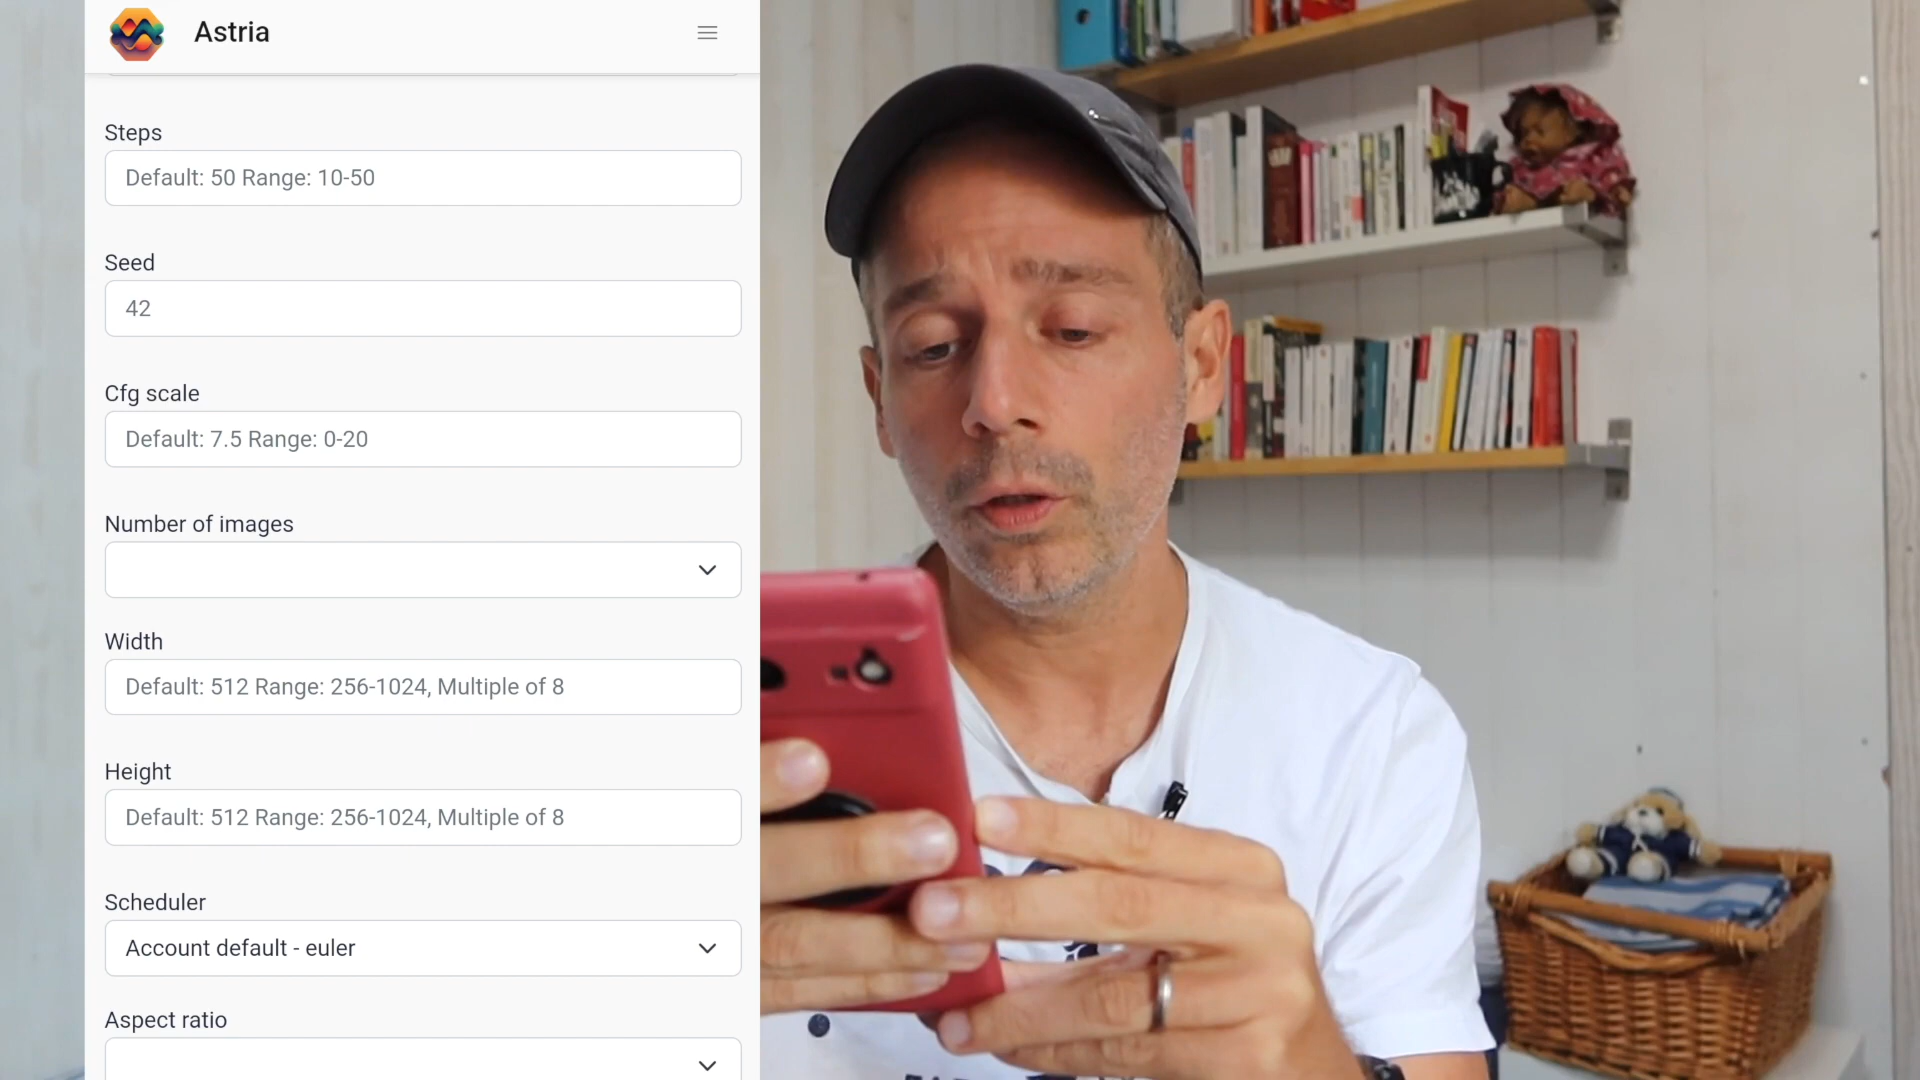 Astria
Steps
Default: 50 Range: 10-50
Seed
42
Cfg scale
Default: 7.5 Range: 0-20
Number of images
Width
Default: 512 Range: 256-1024, Multiple of 8
Height
Default: 512 Range: 256-1024, Multiple of 8
Scheduler
Account default - euler
Aspect ratio